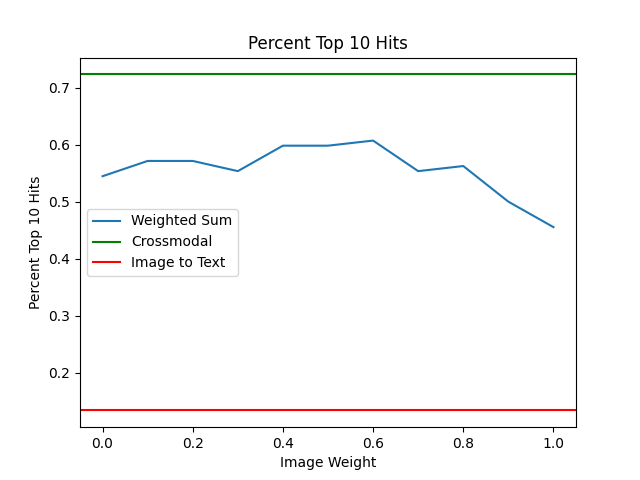 Percent Top 10 Hits
Percent Top 10 Hits
0.7
0.6
0.5
0.4
0.3
0.2
Weighted Sum
Crossmodal
Image to Text
0.0 0.2 0.4 0.6 0.8 1.0
Image Weight